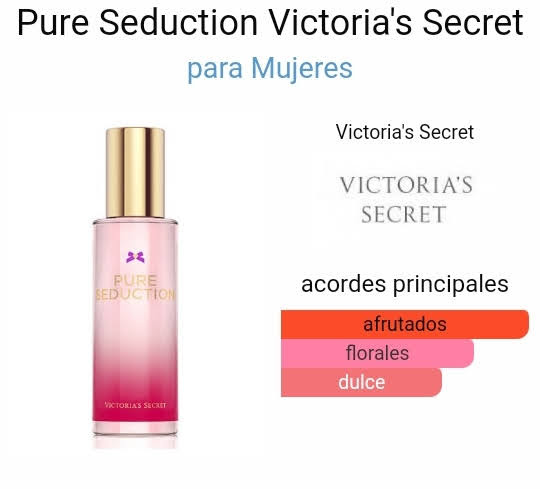 Pure Seduction Victoria's Secret
para Mujeres
PURE
SEDUCTION
VICTORIA'S SECRET
Victoria's Secret
VICTORIA'S
SECRET
acordes principales
afrutados
florales
dulce